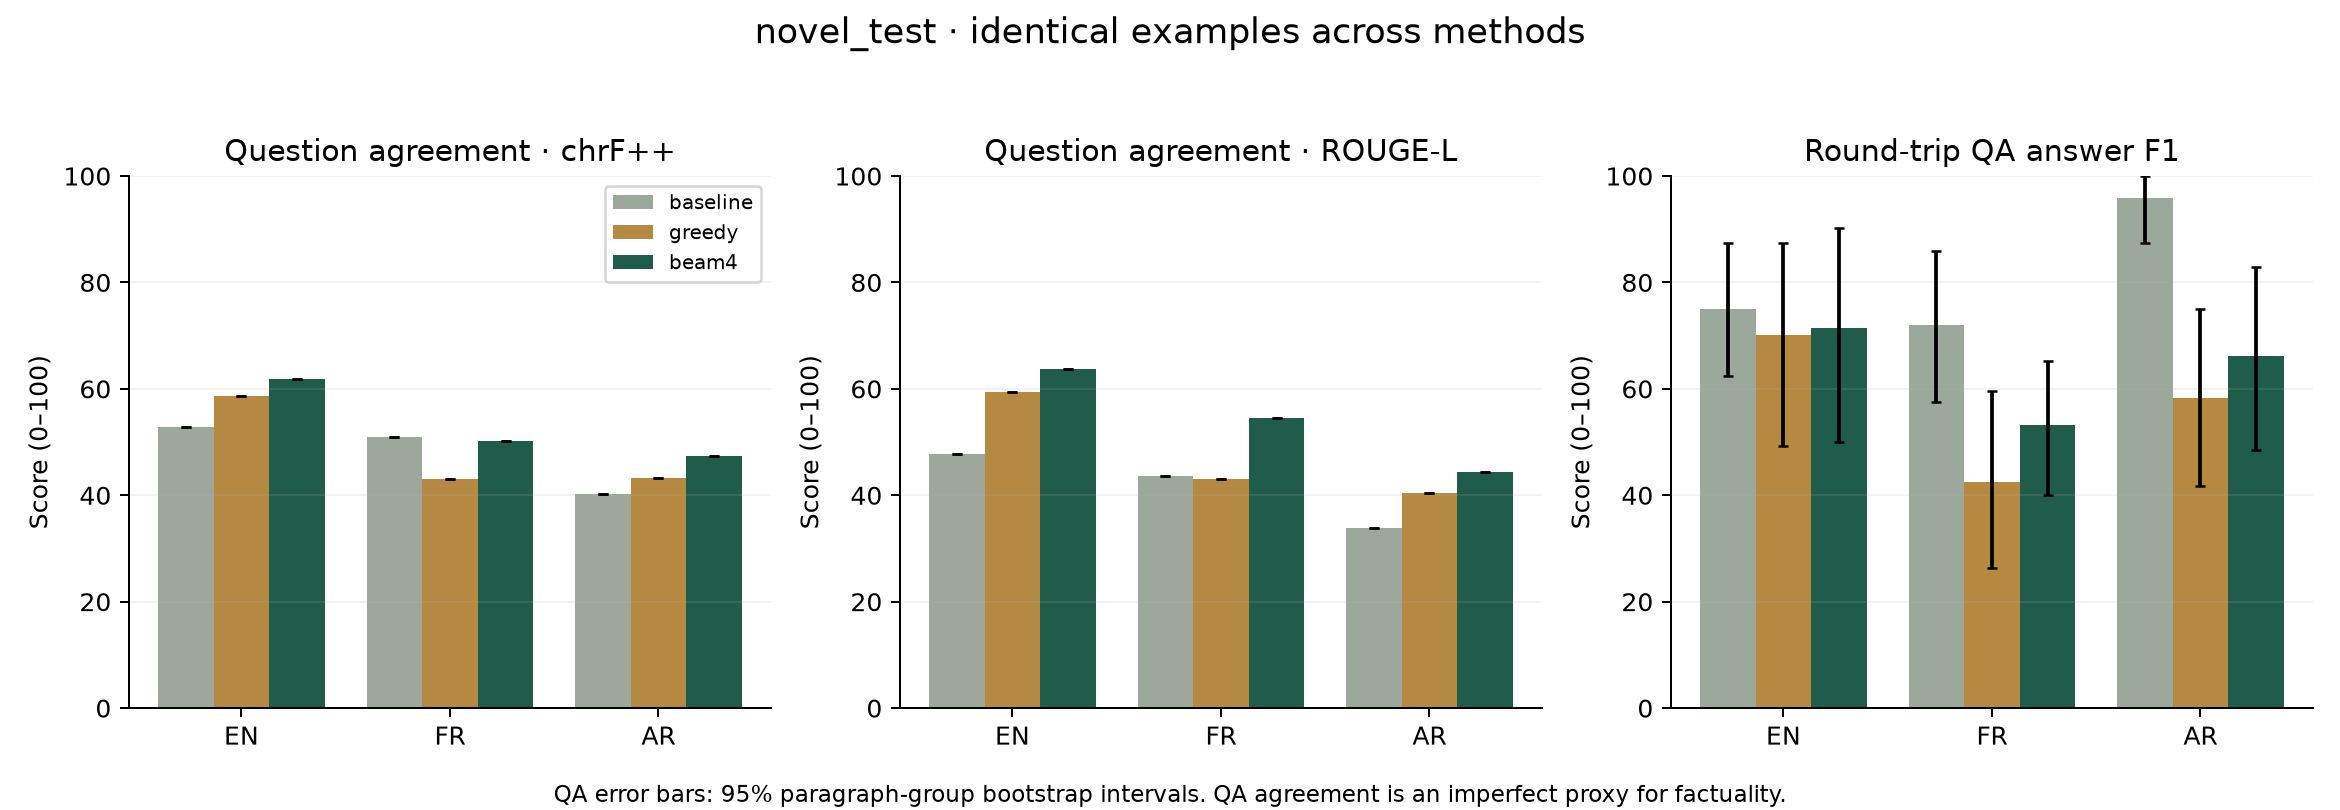 novel_test · identical examples across methods
Question agreement · chrF++
Score (0–100)
100
80
60
40
20
0
baseline
greedy
beam4
EN FR AR
Question agreement · ROUGE-L
Score (0–100)
100
80
60
40
20
0
EN FR AR
Round-trip QA answer F1
Score (0–100)
100
80
60
40
20
0
EN FR AR
QA error bars: 95% paragraph-group bootstrap intervals. QA agreement is an imperfect proxy for factuality.